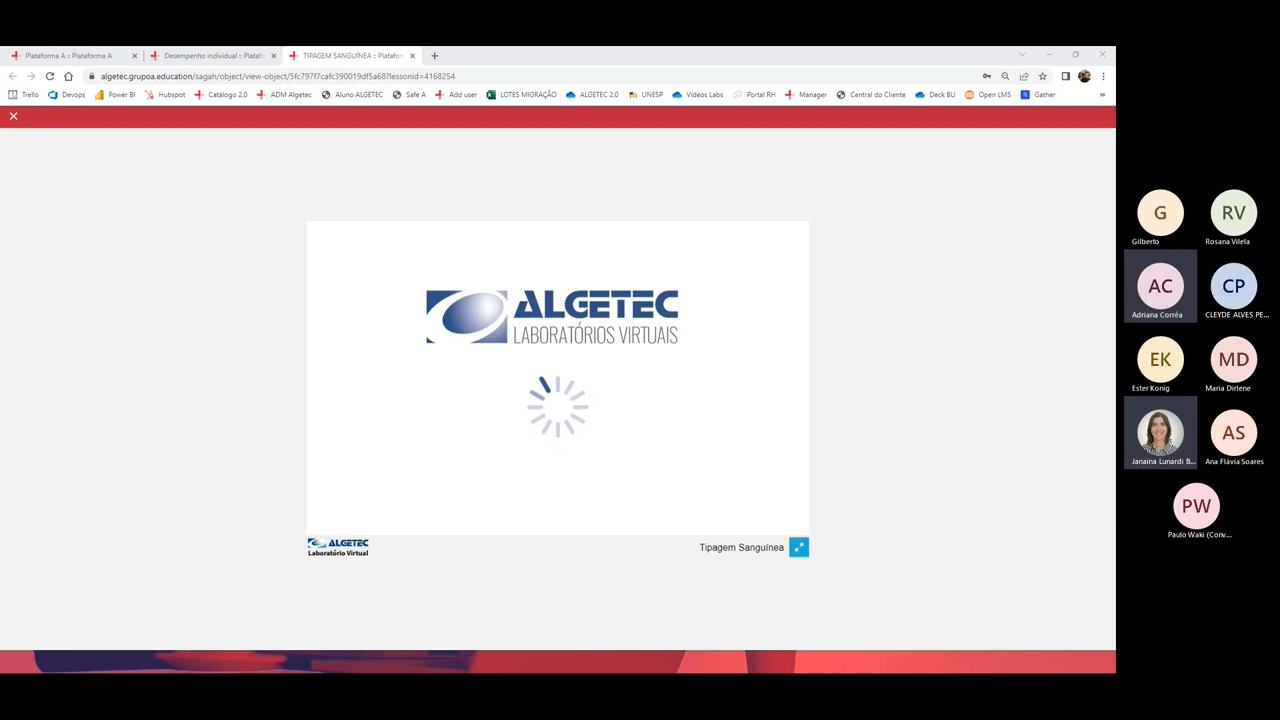 Plataforma A :: Plataforma A
Desempenho individual :: Plataf
TIPAGEM SANGUÍNEA :: Platafor
algetec.grupoa.education/sagah/object/view-object/5fc797f7cafc390019df5a68?lessonid=4168254
Trello Devops Power BI Hubspot Catálogo 2.0 ADM Algetec Aluno ALGETEC Safe A Add user LOTES MIGRAÇÃO ALGETEC 2.0 UNESP Vídeos Labs Portal RH Manager Central do Cliente Deck BU Open LMS Gather
ALGETEC
LABORATÓRIOS VIRTUAIS
ALGETEC
Laboratório Virtual
Tipagem Sanguínea
G
Gilberto
RV
Rosana Vilela
AC
Adriana Corrêa
CP
CLEYDE ALVES PE...
EK
Ester Konig
MD
Maria Dirlene
Janaina Lunardi B...
AS
Ana Flávia Soares
PW
Paulo Waki (Conv...